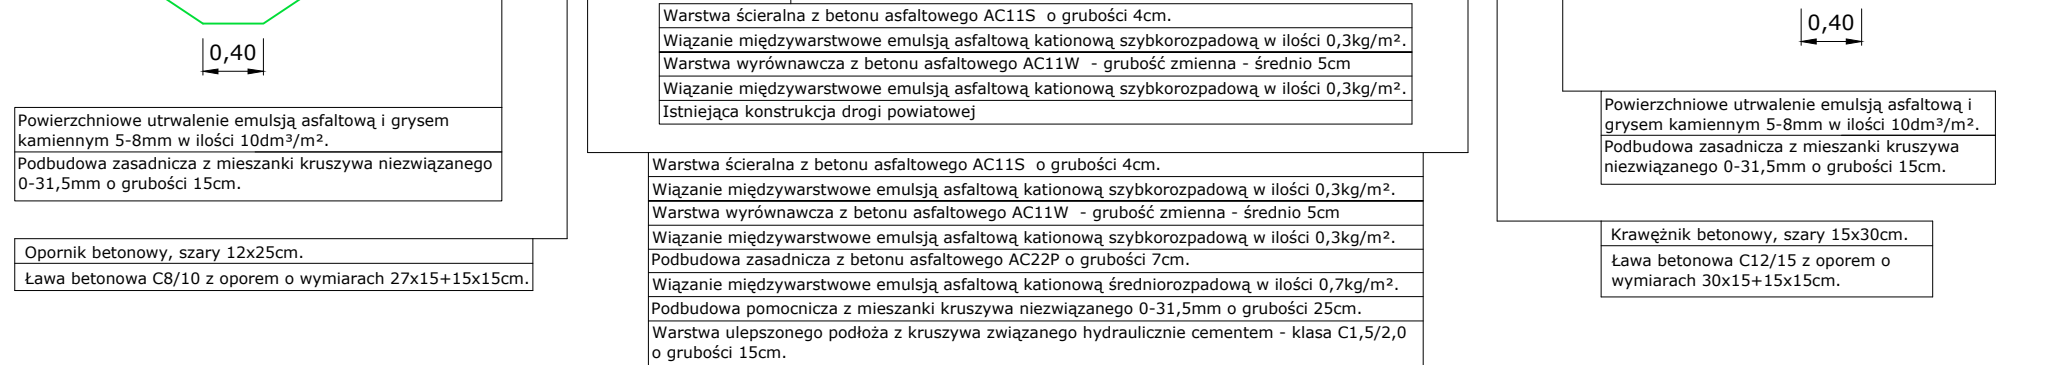 0,40
Powierzchniowe utrwalenie emulsją asfaltową i grysem
kamiennym 5-8mm w ilości 10dm³/m².
Podbudowa zasadnicza z mieszanki kruszywa niezwiązanego
0-31,5mm o grubości 15cm.
Opornik betonowy, szary 12x25cm.
Ława betonowa C8/10 z oporem o wymiarach 27x15+15x15cm.
Warstwa ścieralna z betonu asfaltowego AC11S o grubości 4cm.
Wiązanie międzywarstwowe emulsją asfaltową kationową szybkorozpadową w ilości 0,3kg/m².
Warstwa wyrównawcza z betonu asfaltowego AC11W - grubość zmienna - średnio 5cm
Wiązanie międzywarstwowe emulsją asfaltową kationową szybkorozpadową w ilości 0,3kg/m².
Istniejąca konstrukcja drogi powiatowej
Warstwa ścieralna z betonu asfaltowego AC11S o grubości 4cm.
Wiązanie międzywarstwowe emulsją asfaltową kationową szybkorozpadową w ilości 0,3kg/m².
Warstwa wyrównawcza z betonu asfaltowego AC11W - grubość zmienna - średnio 5cm
Wiązanie międzywarstwowe emulsją asfaltową kationową szybkorozpadową w ilości 0,3kg/m².
Podbudowa zasadnicza z betonu asfaltowego AC22P o grubości 7cm.
Wiązanie międzywarstwowe emulsją asfaltową kationową średniorozpadową w ilości 0,7kg/m².
Podbudowa pomocnicza z mieszanki kruszywa niezwiązanego 0-31,5mm o grubości 25cm.
Warstwa ulepszonego podłoża z kruszywa związanego hydraulicznie cementem - klasa C1,5/2,0
o grubości 15cm.
0,40
Powierzchniowe utrwalenie emulsją asfaltową i
grysem kamiennym 5-8mm w ilości 10dm³/m².
Podbudowa zasadnicza z mieszanki kruszywa
niezwiązanego 0-31,5mm o grubości 15cm.
Krawężnik betonowy, szary 15x30cm.
Ława betonowa C12/15 z oporem o
wymiarach 30x15+15x15cm.